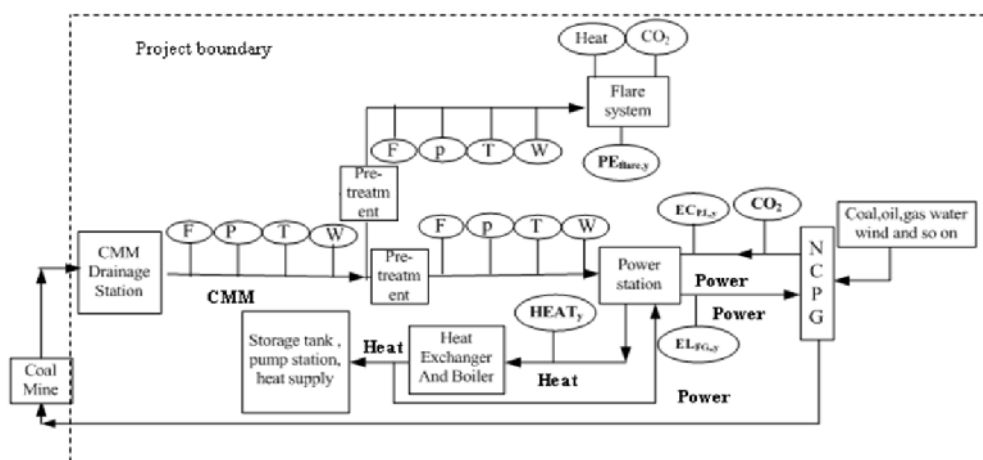 Project boundary
Heat
CO2
Flare
system
F
p
T
W
PEflare,y
Pre-
treatm
ent
F
P
T
W
F
p
T
W
ECPJ,y
CO2
Coal,oil,gas water
wind and so on
CMM
Drainage
Station
CMM
Pre-
treatm
ent
Power
station
Power
Power
N
C
P
G
HEATy
ELFG,y
Storage tank ,
pump station,
heat supply
Heat
Heat
Exchanger
And Boiler
Heat
Power
Coal
Mine